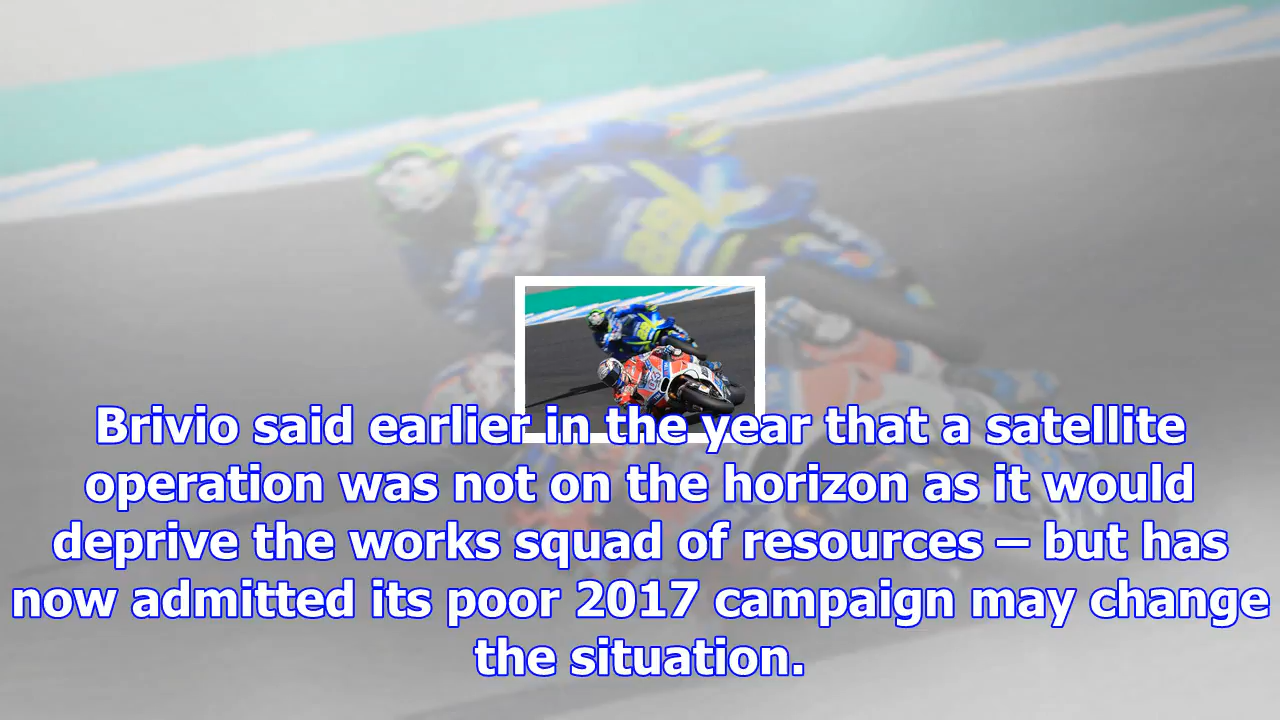 Brivio said earlier in the year that a satellite
operation was not on the horizon as it would
deprive the works squad of resources – but has
now admitted its poor 2017 campaign may change
the situation.